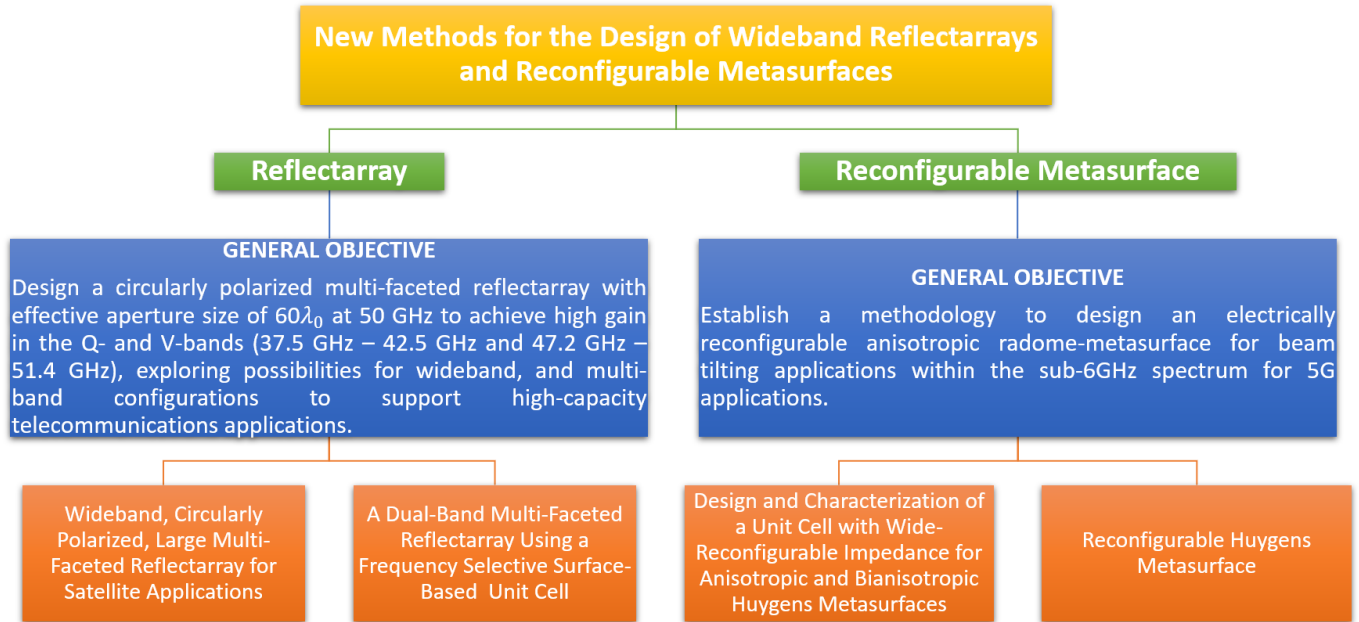 New Methods for the Design of Wideband Reflectarrays
and Reconfigurable Metasurfaces
Reflectarray
Reconfigurable Metasurface
GENERAL OBJECTIVE
Design a circularly polarized multi-faceted reflectarray with
effective aperture size of 60λ₀ at 50 GHz to achieve high gain
in the Q- and V-bands (37.5 GHz – 42.5 GHz and 47.2 GHz –
51.4 GHz), exploring possibilities for wideband, and multi-
band configurations to support high-capacity
telecommunications applications.
GENERAL OBJECTIVE
Establish a methodology to design an electrically
reconfigurable anisotropic radome-metasurface for beam
tilting applications within the sub-6GHz spectrum for 5G
applications.
Wideband, Circularly
Polarized, Large Multi-
Faceted Reflectarray for
Satellite Applications
A Dual-Band Multi-Faceted
Reflectarray Using a
Frequency Selective Surface-
Based Unit Cell
Design and Characterization of
a Unit Cell with Wide-
Reconfigurable Impedance for
Anisotropic and Bianisotropic
Huygens Metasurfaces
Reconfigurable Huygens
Metasurface